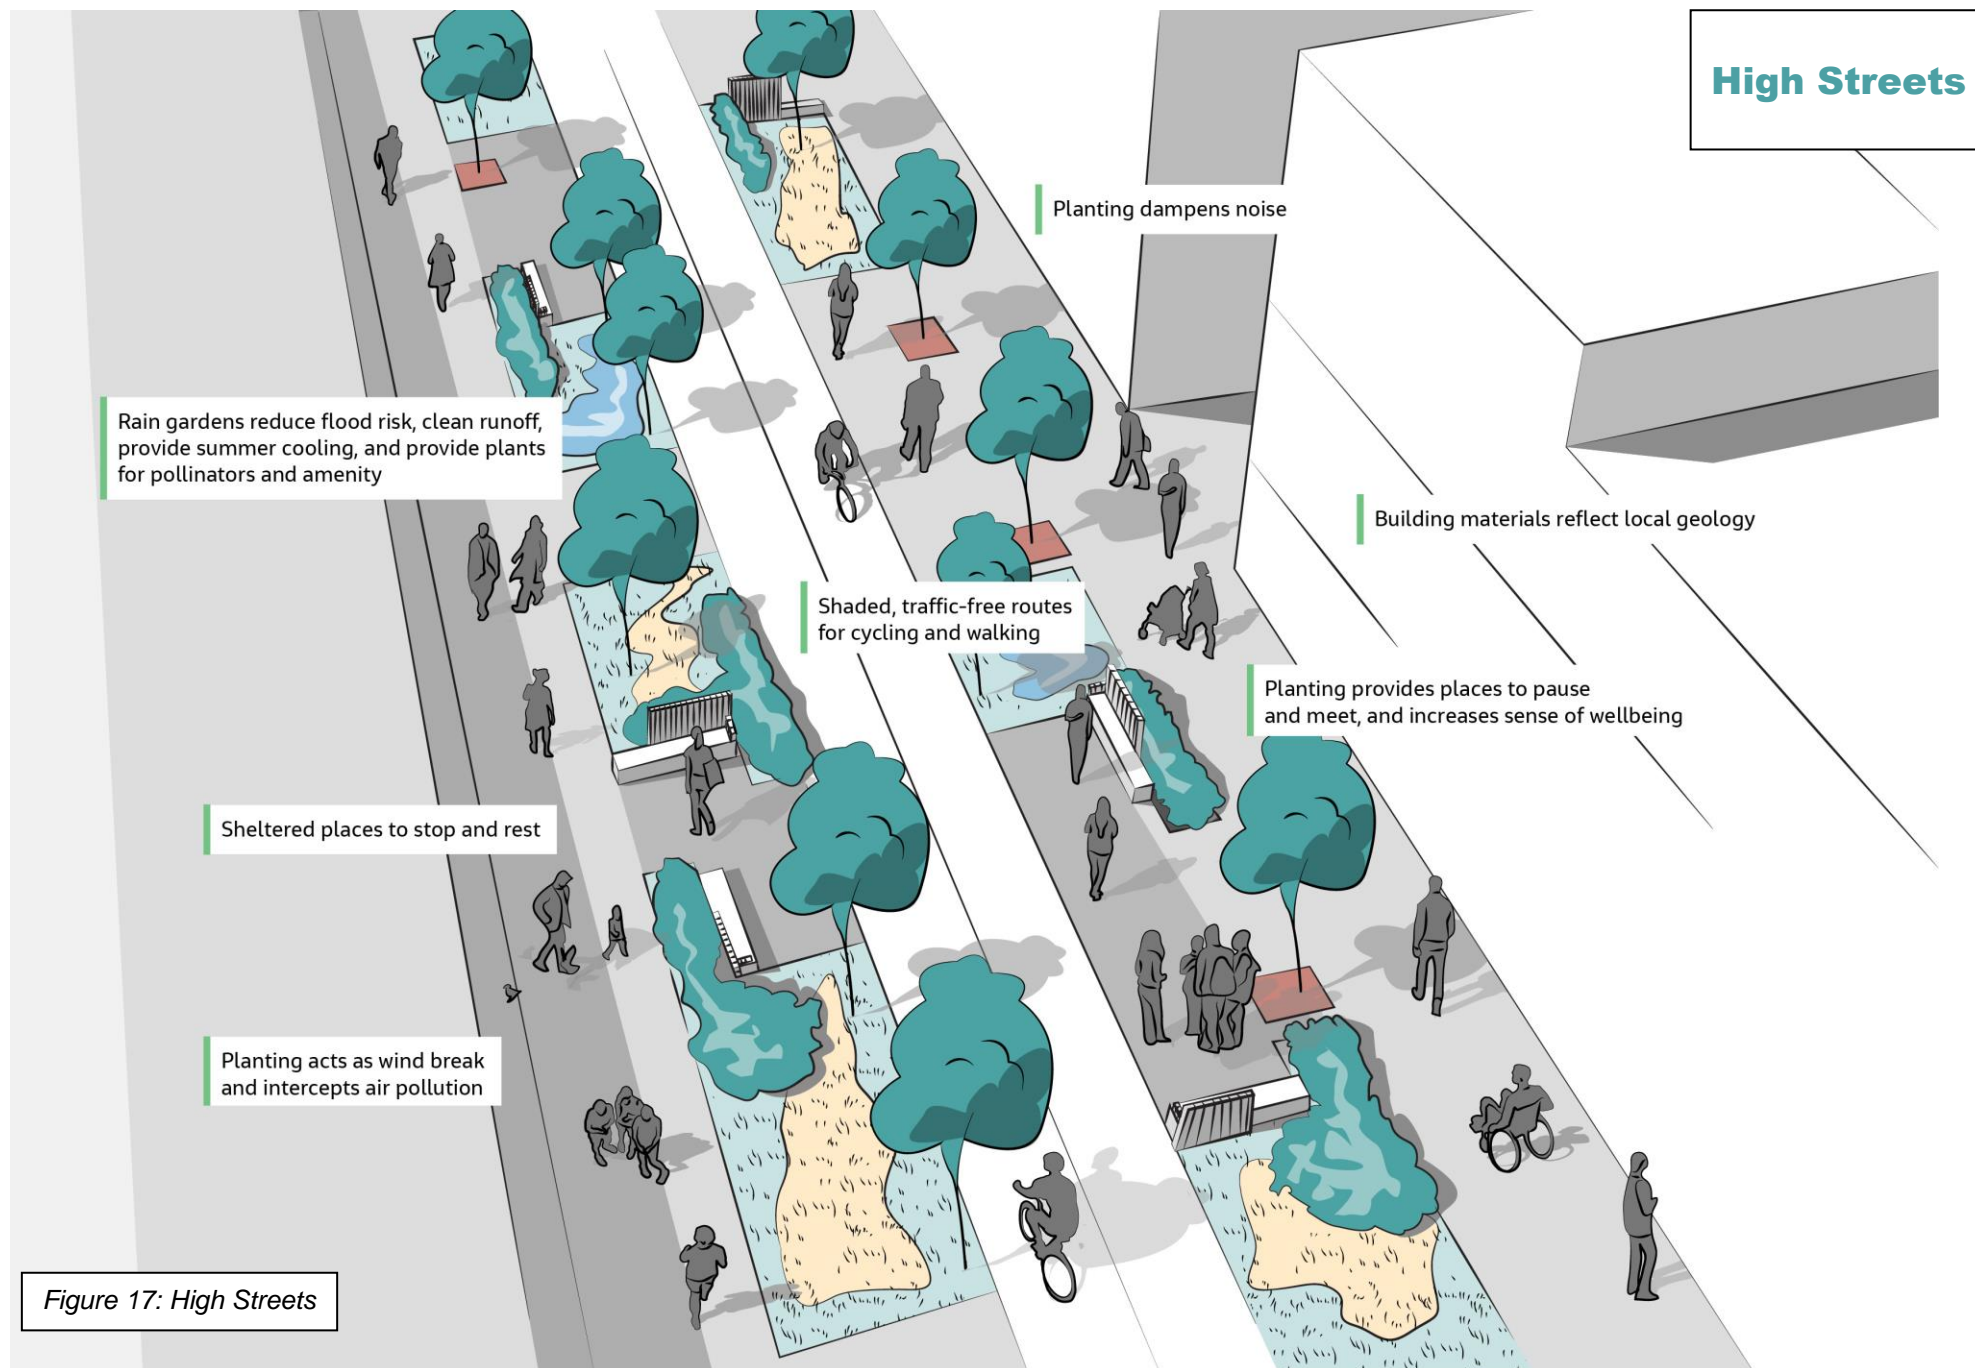 High Streets
Planting dampens noise
Rain gardens reduce flood risk, clean runoff,
provide summer cooling, and provide plants
for pollinators and amenity
Building materials reflect local geology
Shaded, traffic-free routes
for cycling and walking
Planting provides places to pause
and meet, and increases sense of wellbeing
Sheltered places to stop and rest
Planting acts as wind break
and intercepts air pollution
Figure 17: High Streets